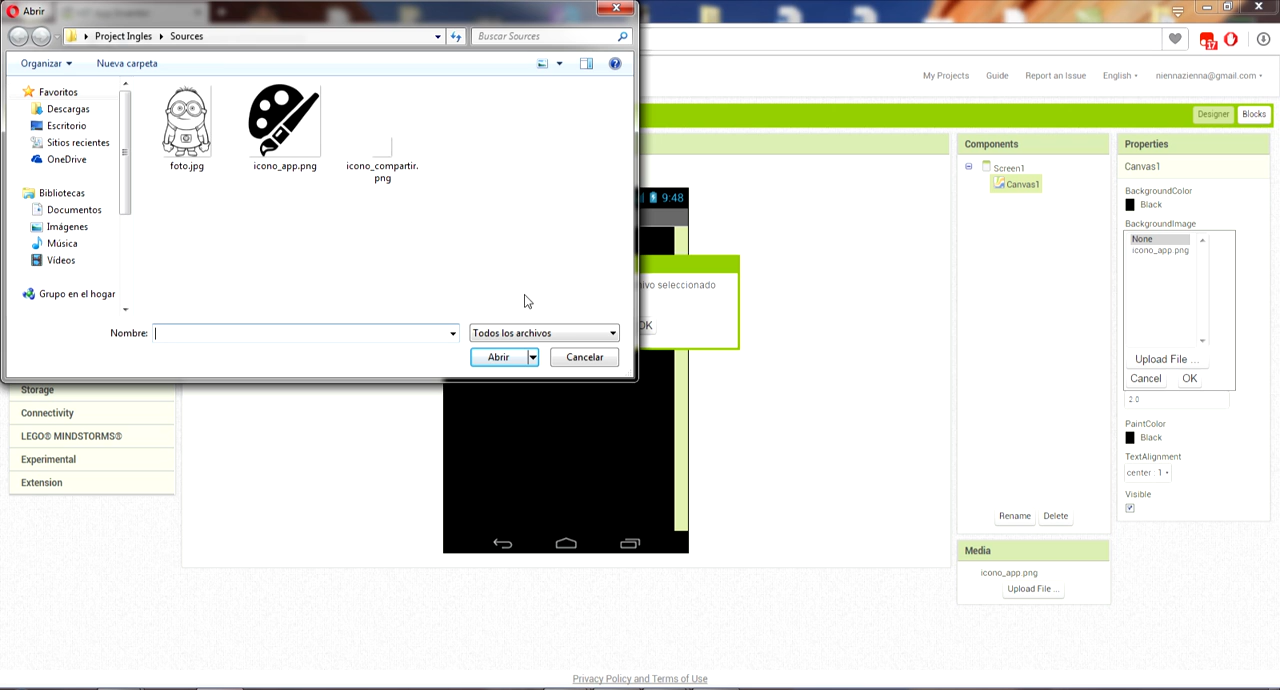 Abrir
Project Ingles
Sources
Buscar Sources
Organizar
Nueva carpeta
Favoritos
Descargas
Escritorio
Sitios recientes
OneDrive
Bibliotecas
Documentos
Imágenes
Música
Vídeos
Grupo en el hogar
foto.jpg
icono_app.png
icono_compartir.
png
Nombre:
Todos los archivos
Abrir
Cancelar
17
My Projects
Guide
Report an Issue
English
niennazienna@gmail.com
Designer
Blocks
9:48
ivo seleccionado
OK
Storage
Connectivity
LEGO® MINDSTORMS®
Experimental
Extension
Components
Screen1
Canvas1
Rename
Delete
Media
icono_app.png
Upload File ...
Properties
Canvas1
BackgroundColor
Black
BackgroundImage
None
icono_app.png
Upload File ...
Cancel
OK
2.0
PaintColor
Black
TextAlignment
center : 1
Visible
Privacy Policy and Terms of Use